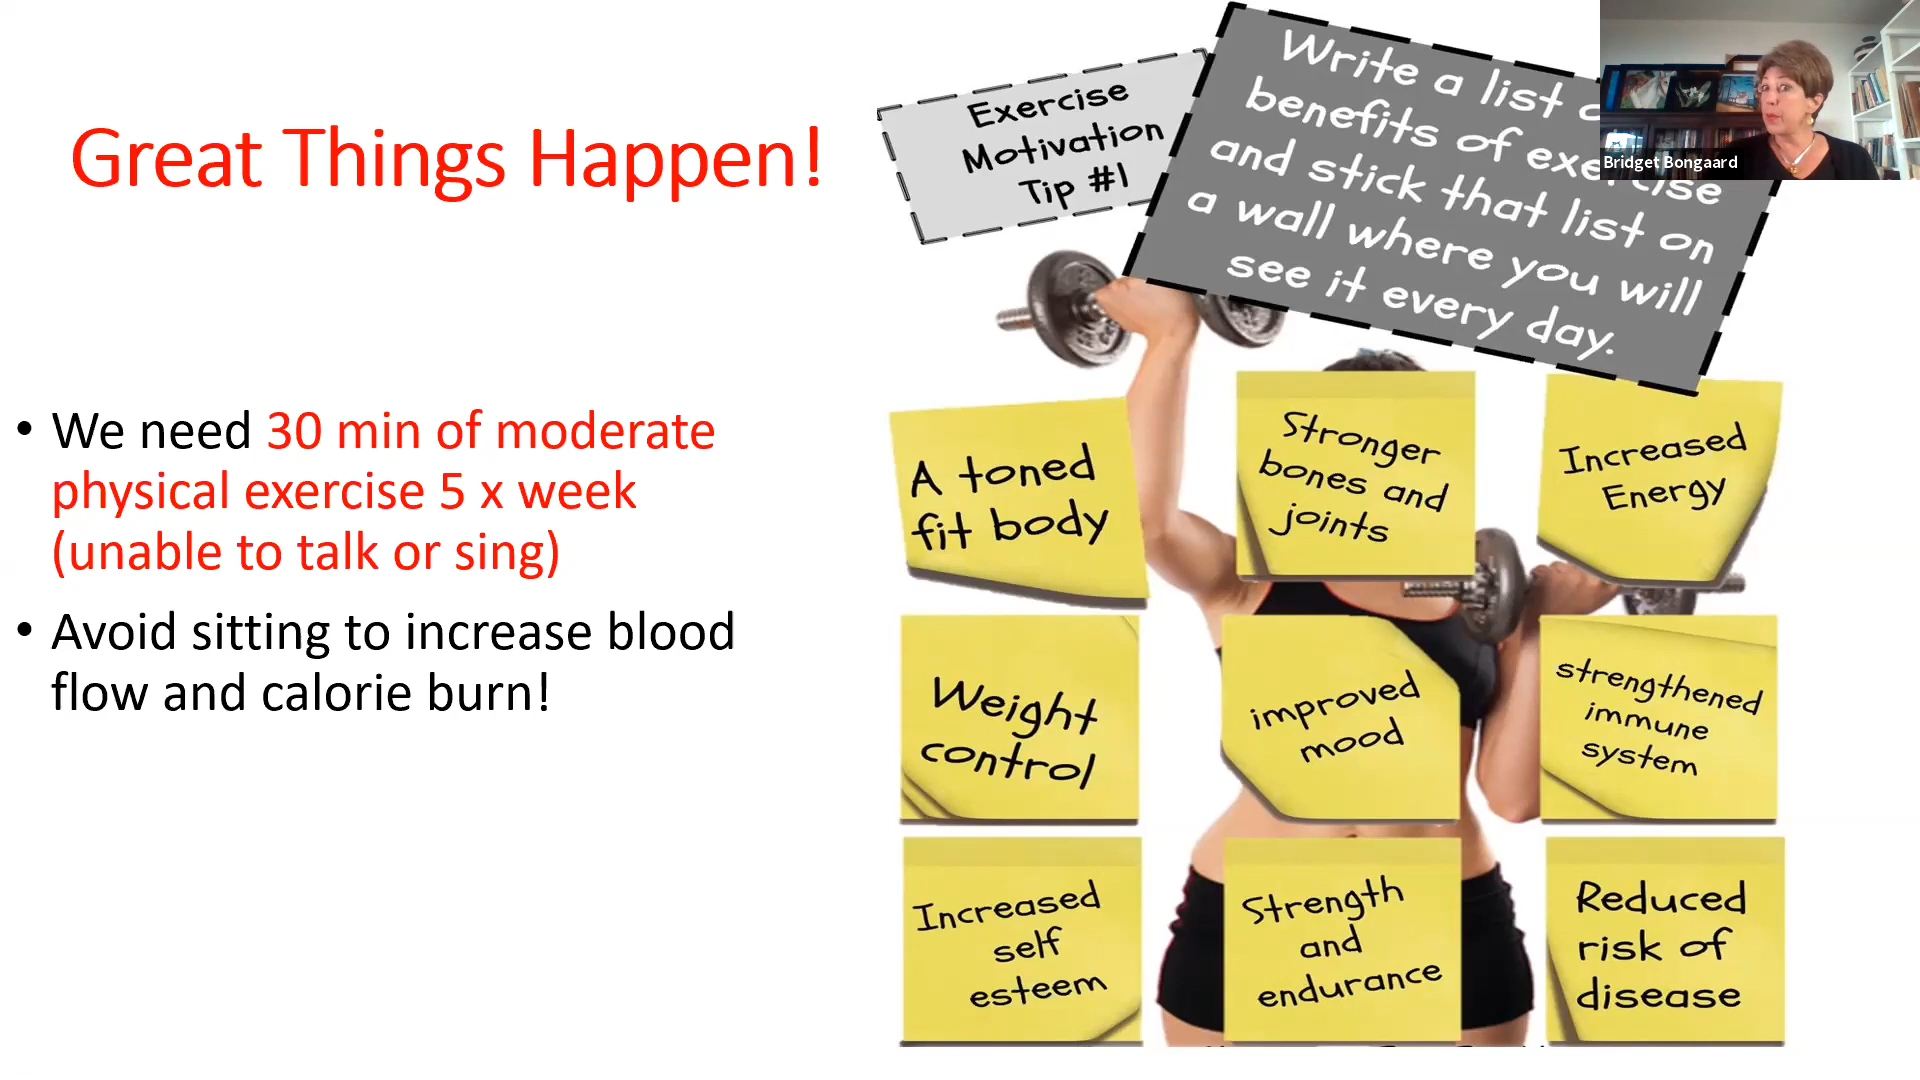 Great Things Happen!
• We need 30 min of moderate
physical exercise 5 x week
(unable to talk or sing)
• Avoid sitting to increase blood
flow and calorie burn!
Exercise
Motivation
Tip #1
Write a list
benefits of exercise
and stick that list on
a wall where you will
see it every day.
Bridget Bongaard
A toned
fit body
Stronger
bones and
joints
Increased
Energy
Weight
control
improved
mood
strengthened
immune
system
Increased
self
esteem
Strength
and
endurance
Reduced
risk of
disease